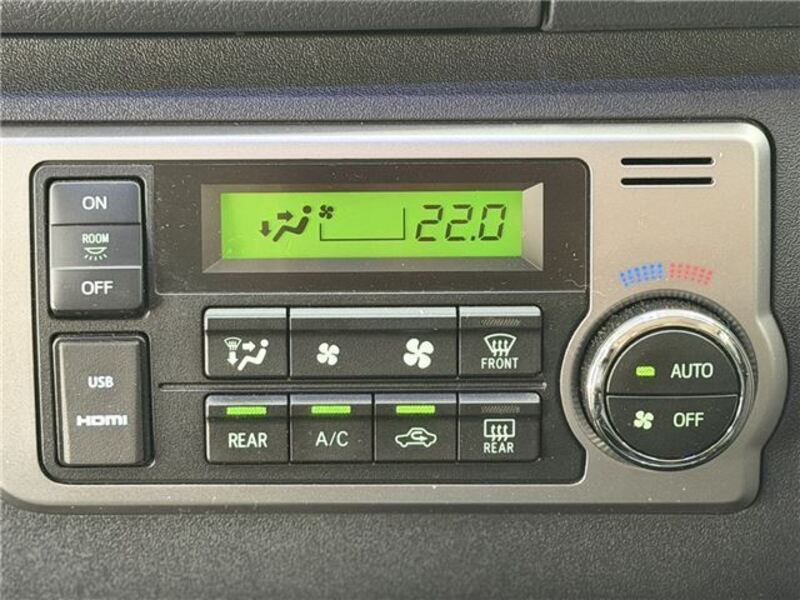 ON
ROOM
OFF
22.0
USB
HDMI
FRONT
REAR
A/C
REAR
AUTO
OFF